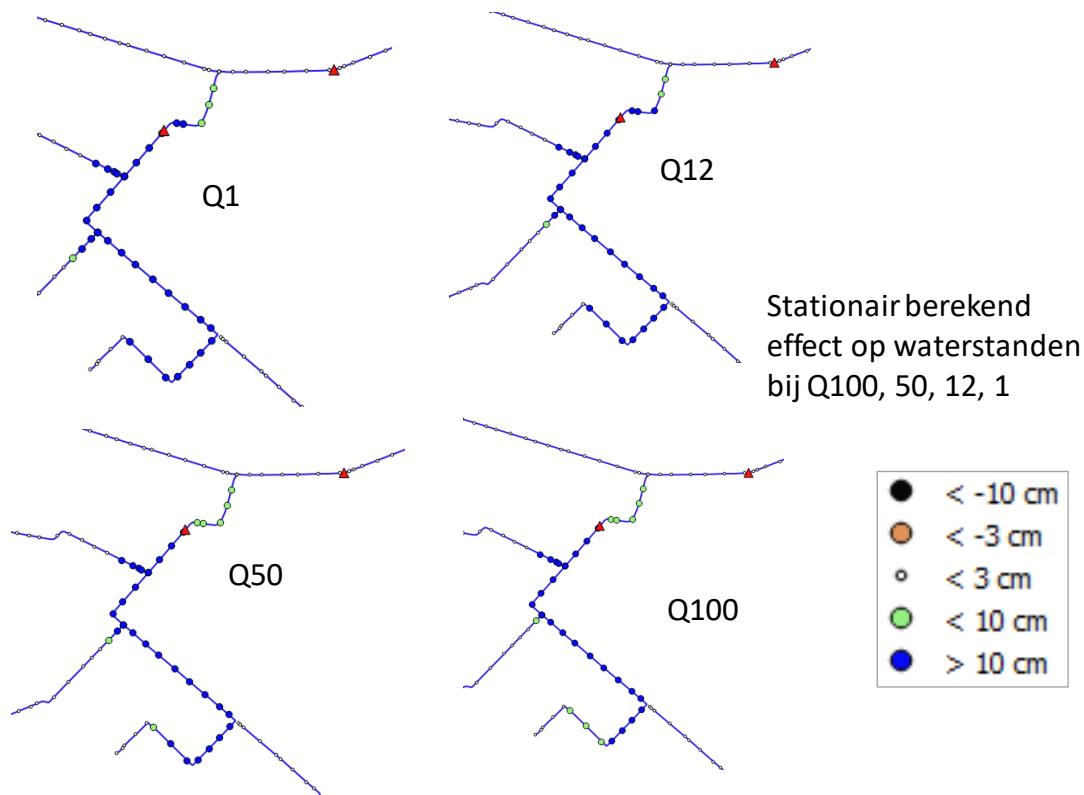 Q1
Q12
Stationair berekend
effect op waterstanden
bij Q100, 50, 12, 1
Q50
Q100
< -10 cm
< -3 cm
< 3 cm
< 10 cm
> 10 cm